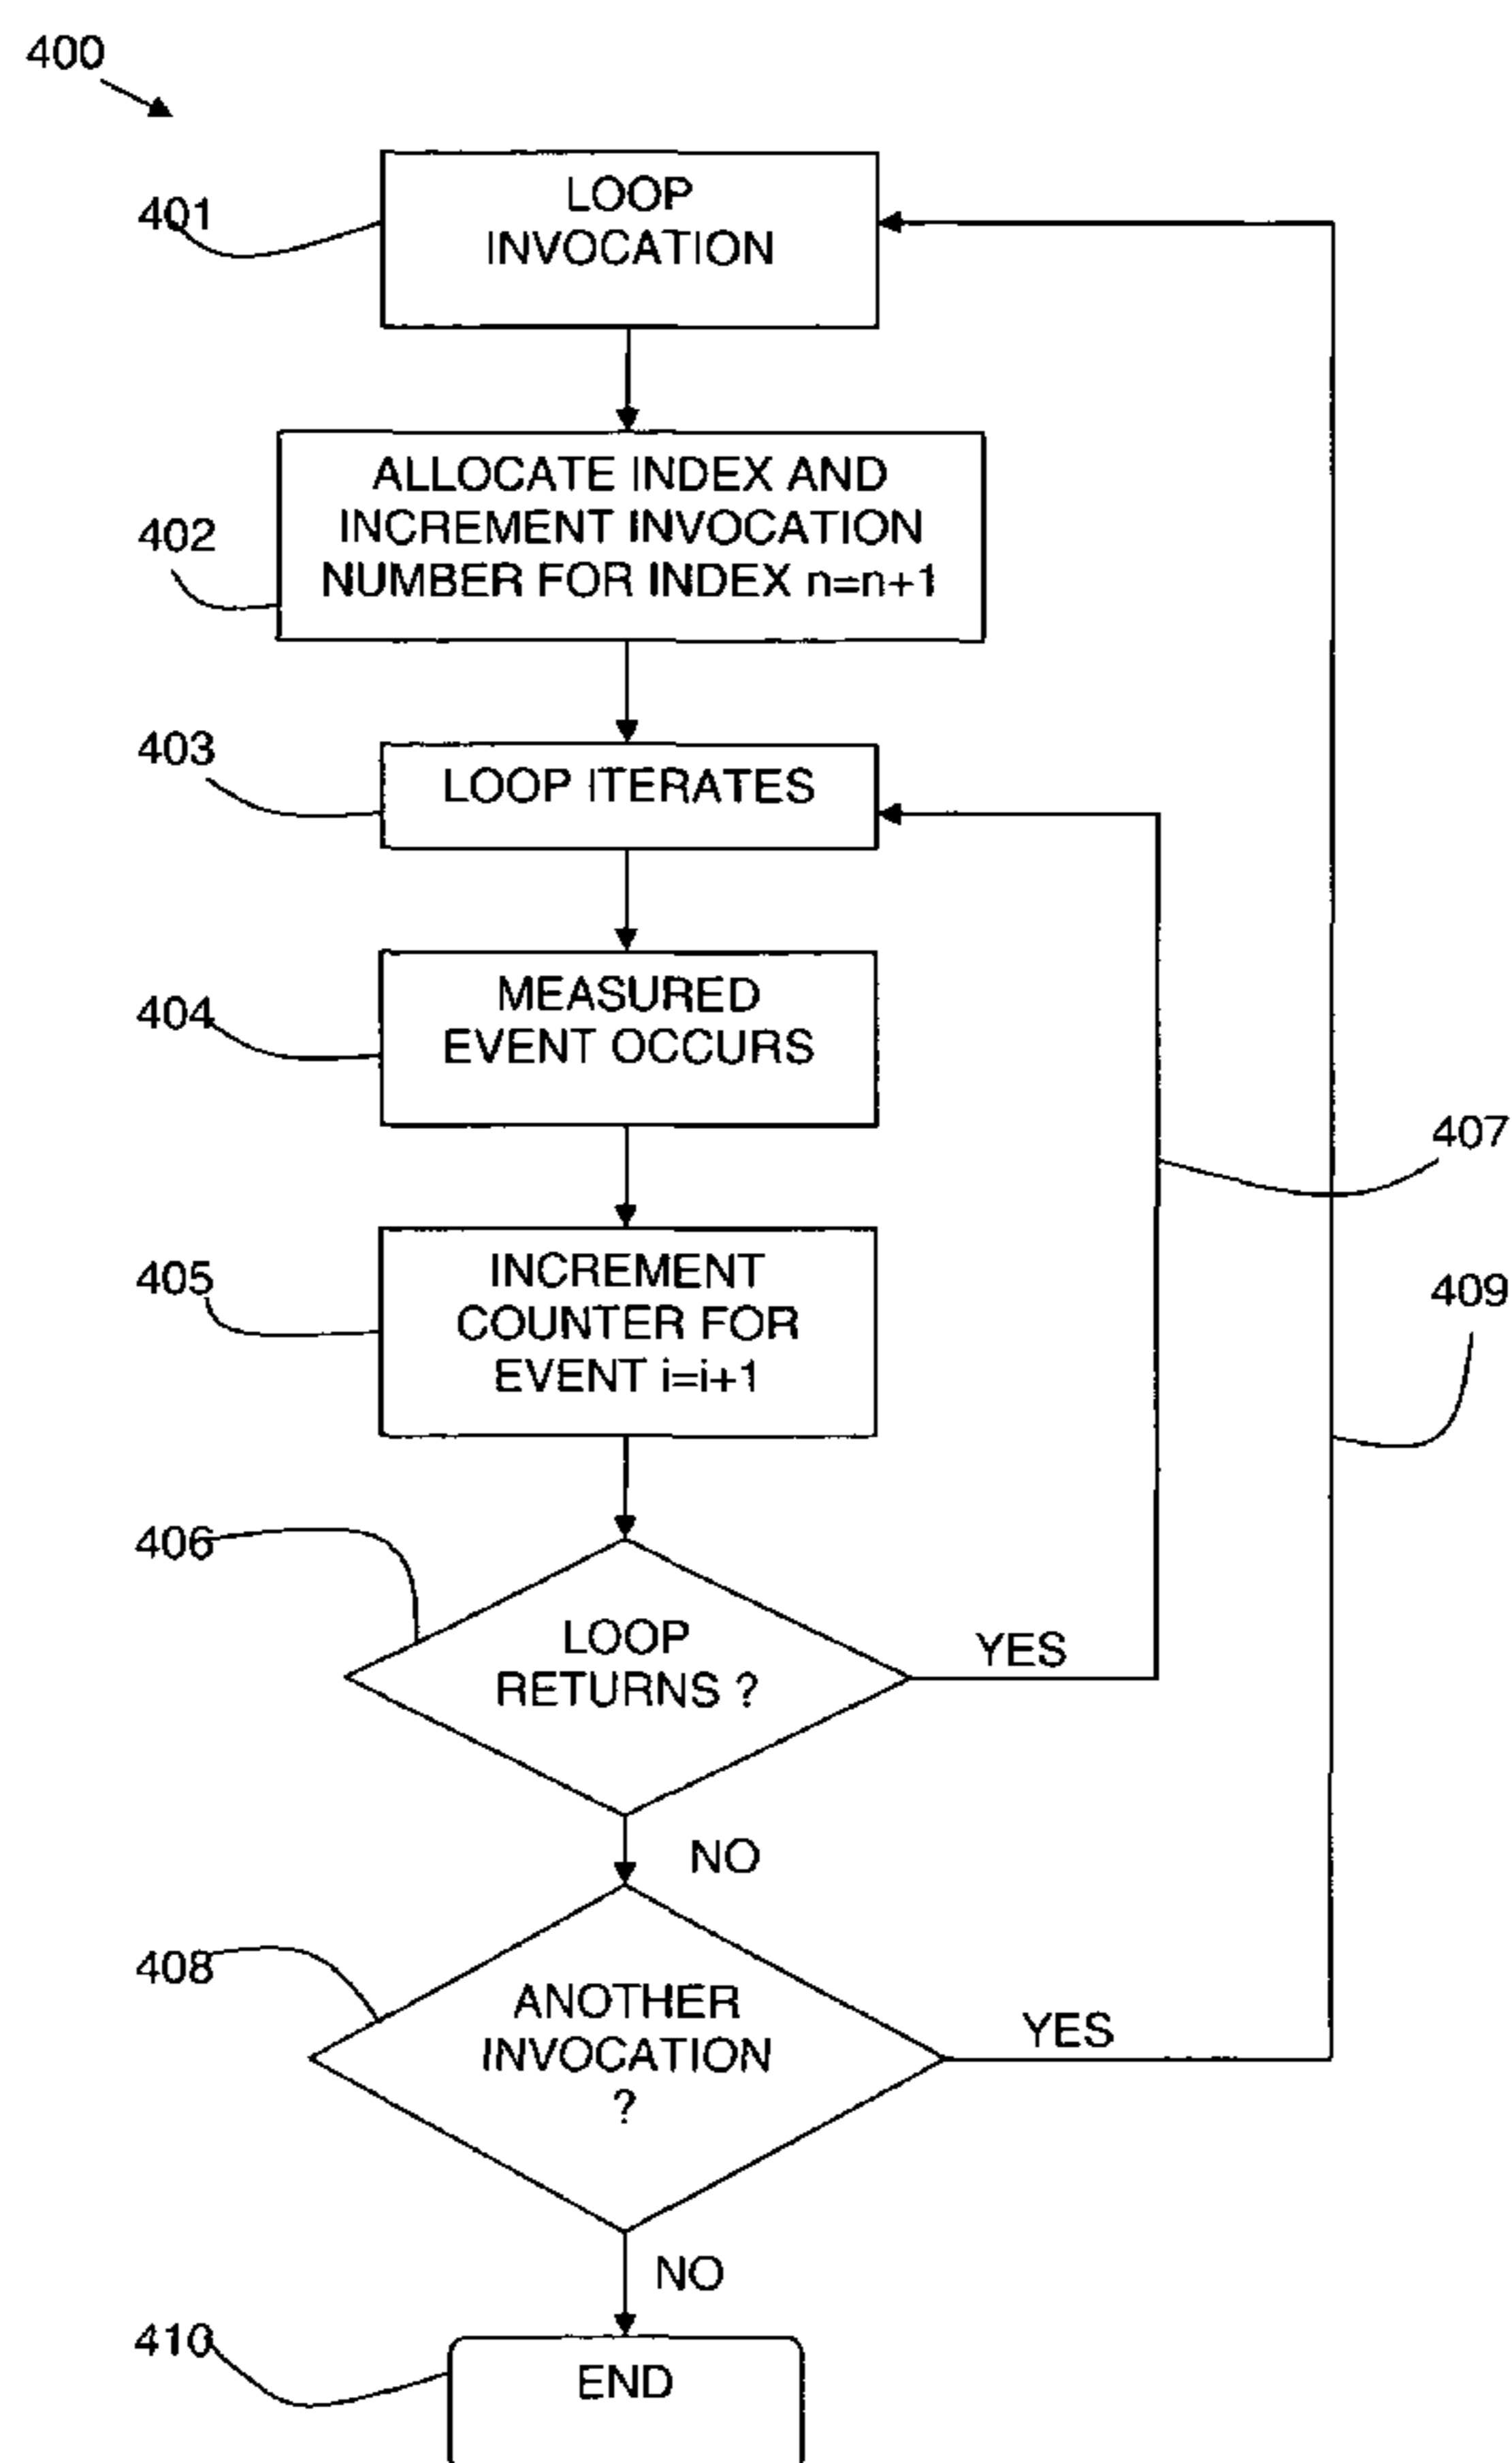 400
401
LOOP
INVOCATION
402
ALLOCATE INDEX AND
INCREMENT INVOCATION
NUMBER FOR INDEX n=n+1
403
LOOP ITERATES
404
MEASURED
EVENT OCCURS
407
405
INCREMENT
COUNTER FOR
EVENT i=i+1
409
406
LOOP
RETURNS ?
YES
NO
408
ANOTHER
INVOCATION
?
YES
NO
410
END